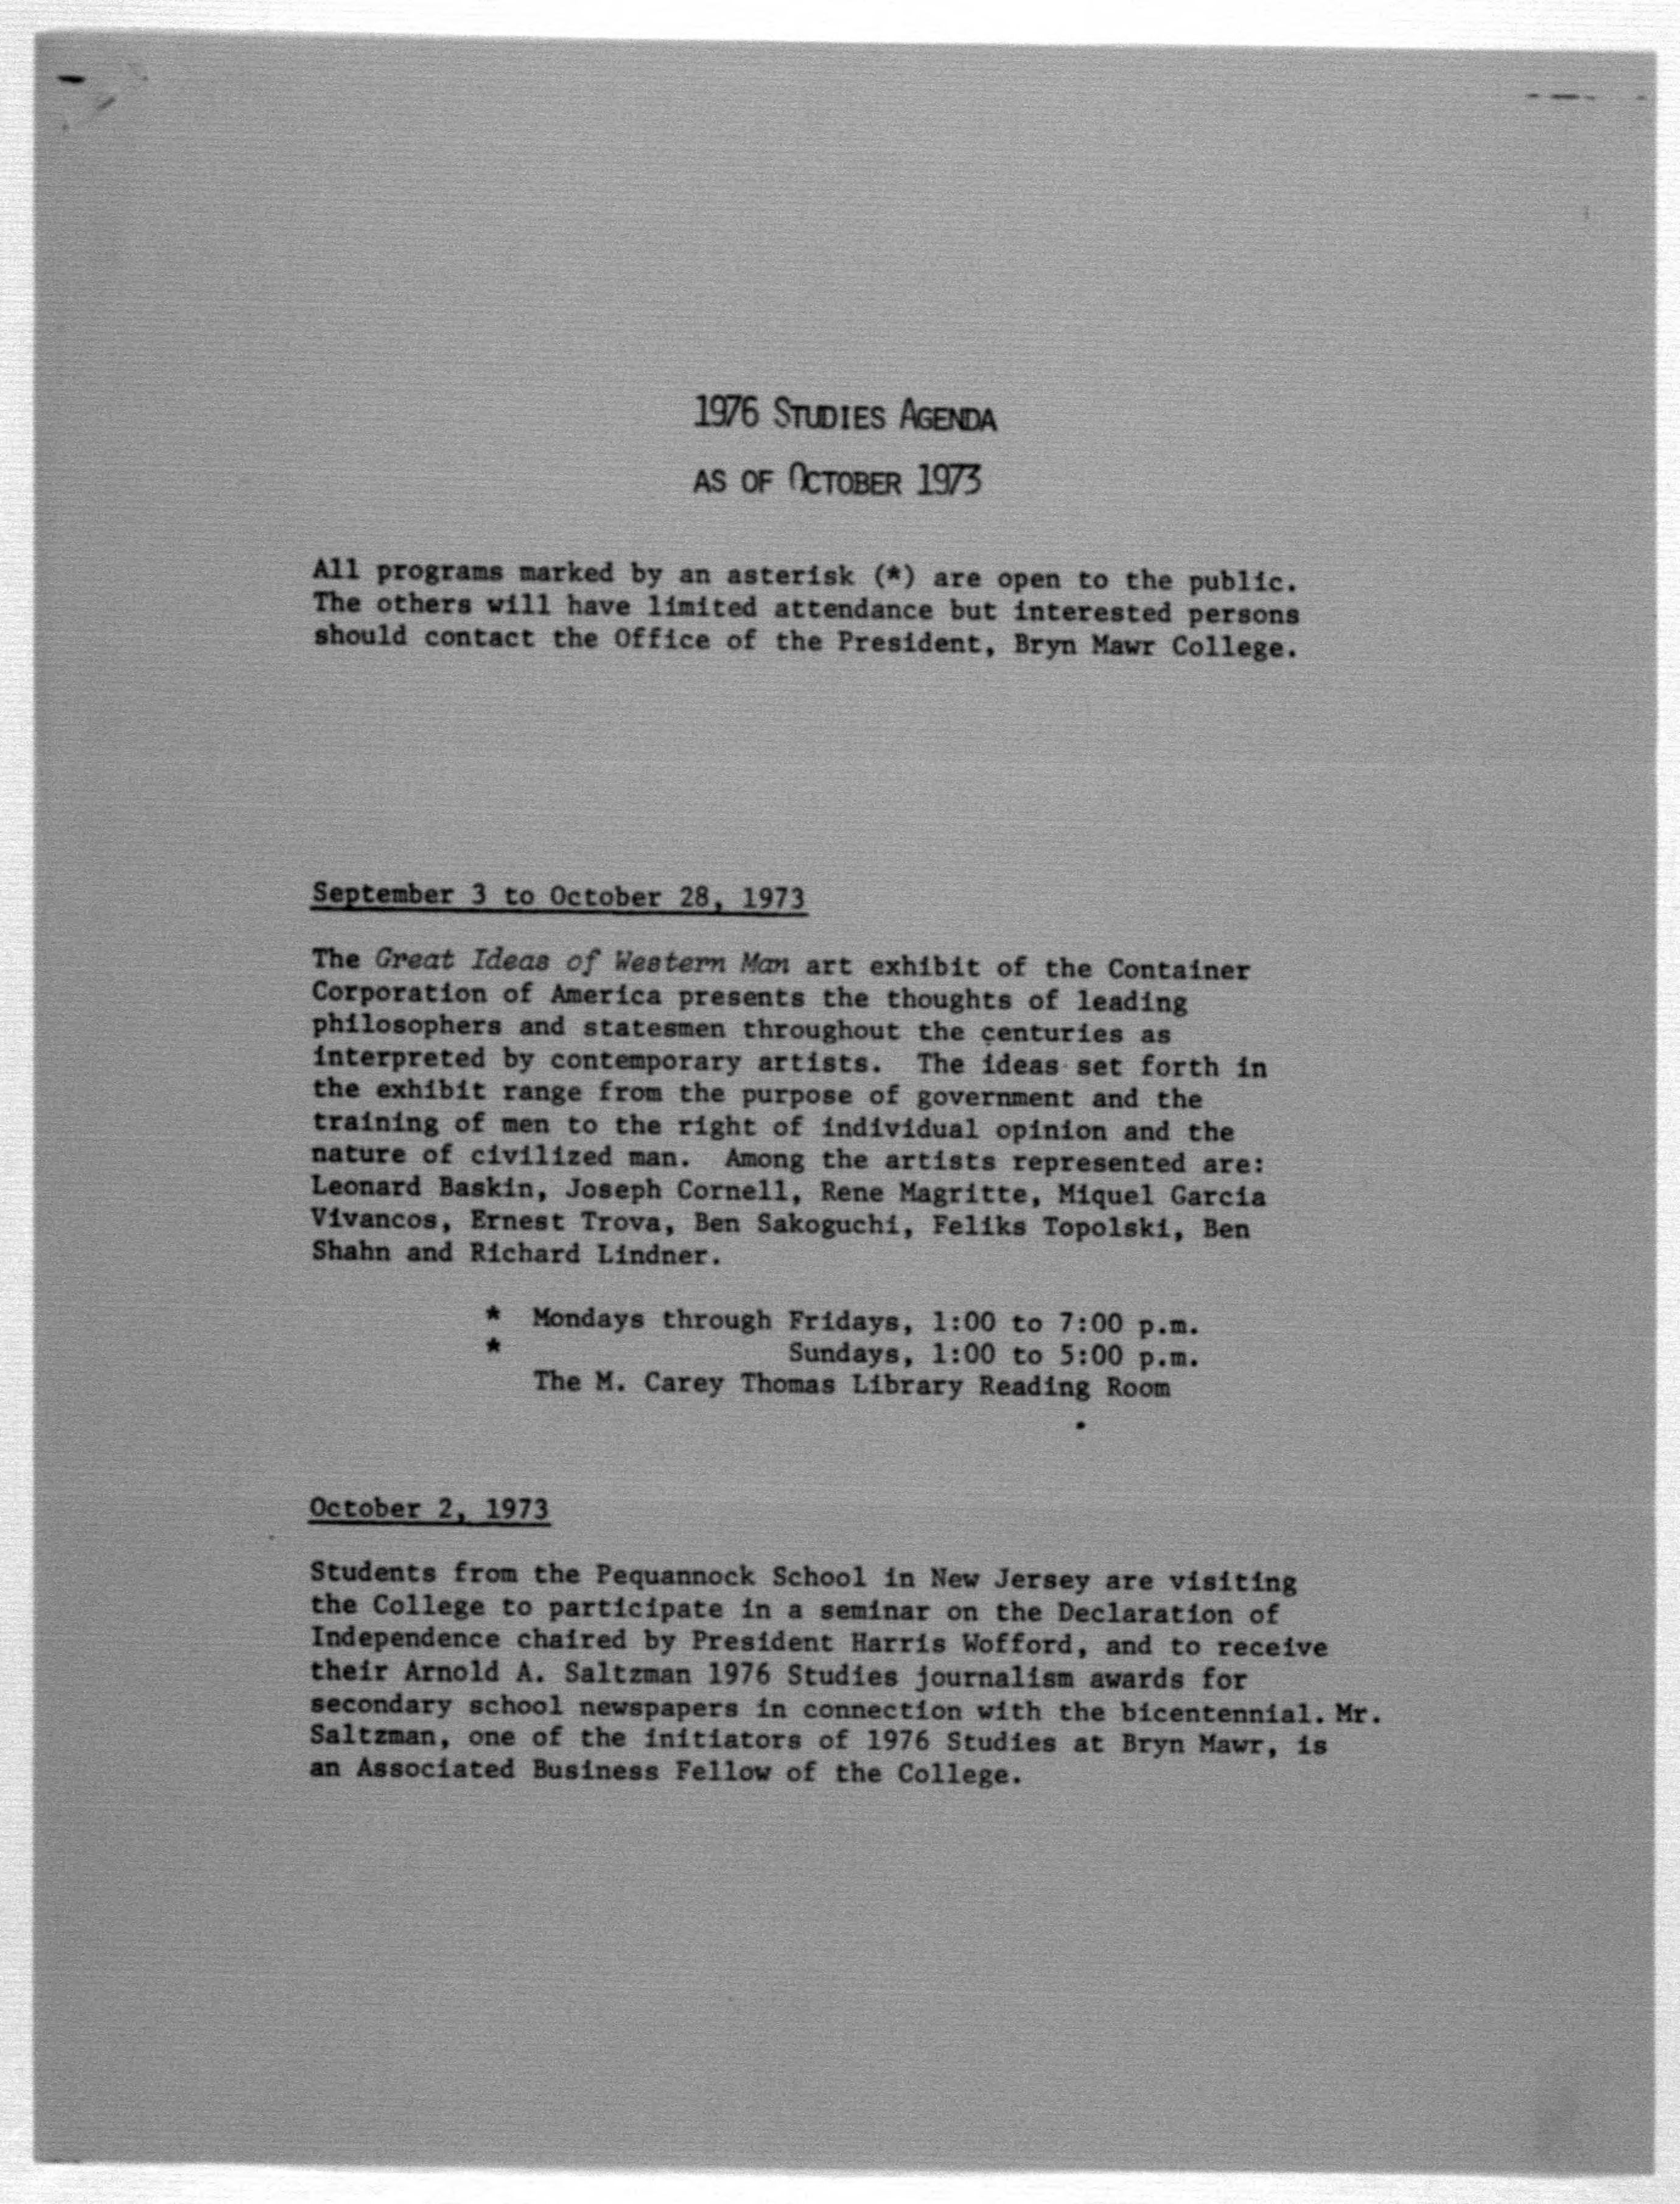 1976 STUDIES AGENDA
AS OF OCTOBER 1973
All programs marked by an asterisk (*) are open to the public.
The others will have limited attendance but interested persons
should contact the Office of the President, Bryn Mawr College.
September 3 to October 28, 1973
The Great Ideas of Western Man art exhibit of the Container
Corporation of America presents the thoughts of leading
philosophers and statesmen throughout the centuries as
interpreted by contemporary artists. The ideas set forth in
the exhibit range from the purpose of government and the
training of men to the right of individual opinion and the
nature of civilized man. Among the artists represented are:
Leonard Baskin, Joseph Cornell, Rene Magritte, Miquel Garcia
Vivancos, Ernest Trova, Ben Sakoguchi, Feliks Topolski, Ben
Shahn and Richard Lindner.
* Mondays through Fridays, 1:00 to 7:00 p.m.
* Sundays, 1:00 to 5:00 p.m.
The M. Carey Thomas Library Reading Room
October 2, 1973
Students from the Pequannock School in New Jersey are visiting
the College to participate in a seminar on the Declaration of
Independence chaired by President Harris Wofford, and to receive
their Arnold A. Saltzman 1976 Studies journalism awards for
secondary school newspapers in connection with the bicentennial. Mr.
Saltzman, one of the initiators of 1976 Studies at Bryn Mawr, is
an Associated Business Fellow of the College.